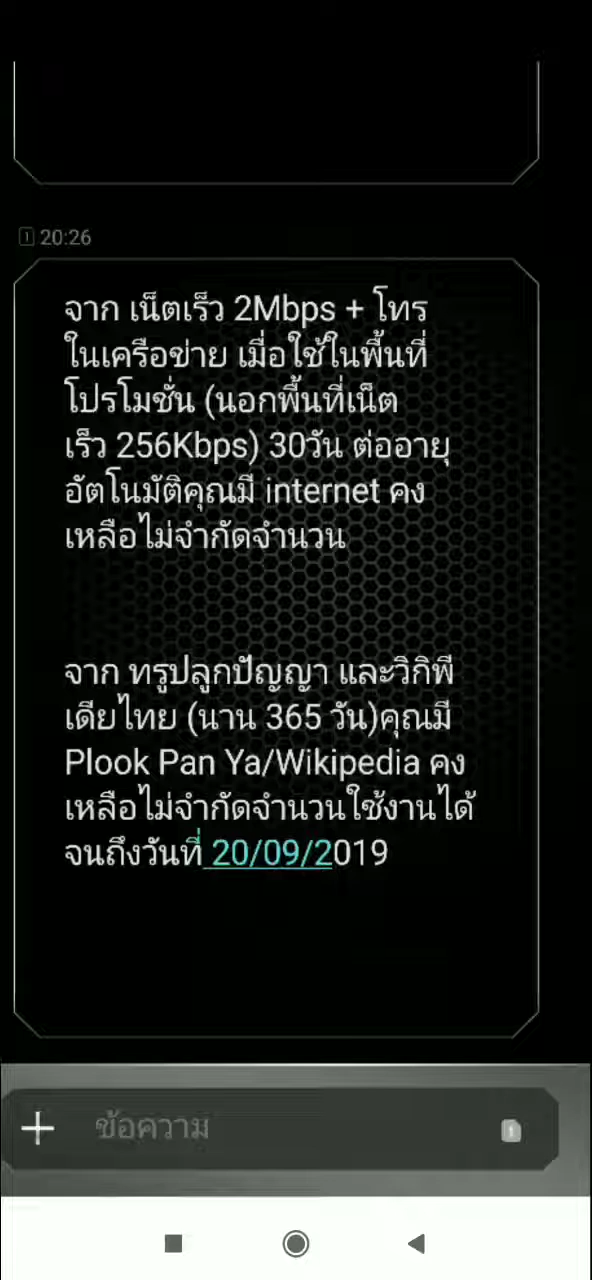 1 20:26
จาก เน็ตเร็ว 2Mbps + โทร
ในเครือข่าย เมื่อใช้ในพื้นที่
โปรโมชั่น (นอกพื้นที่เน็ต
เร็ว 256Kbps) 30วัน ต่ออายุ
อัตโนมัติคุณมี internet คง
เหลือไม่จำกัดจำนวน
จาก ทรูปลูกปัญญา และวิกิพี
เดียไทย (นาน 365 วัน)คุณมี
Plook Pan Ya/Wikipedia คง
เหลือไม่จำกัดจำนวนใช้งานได้
จนถึงวันที่ 20/09/2019
ข้อความ 1